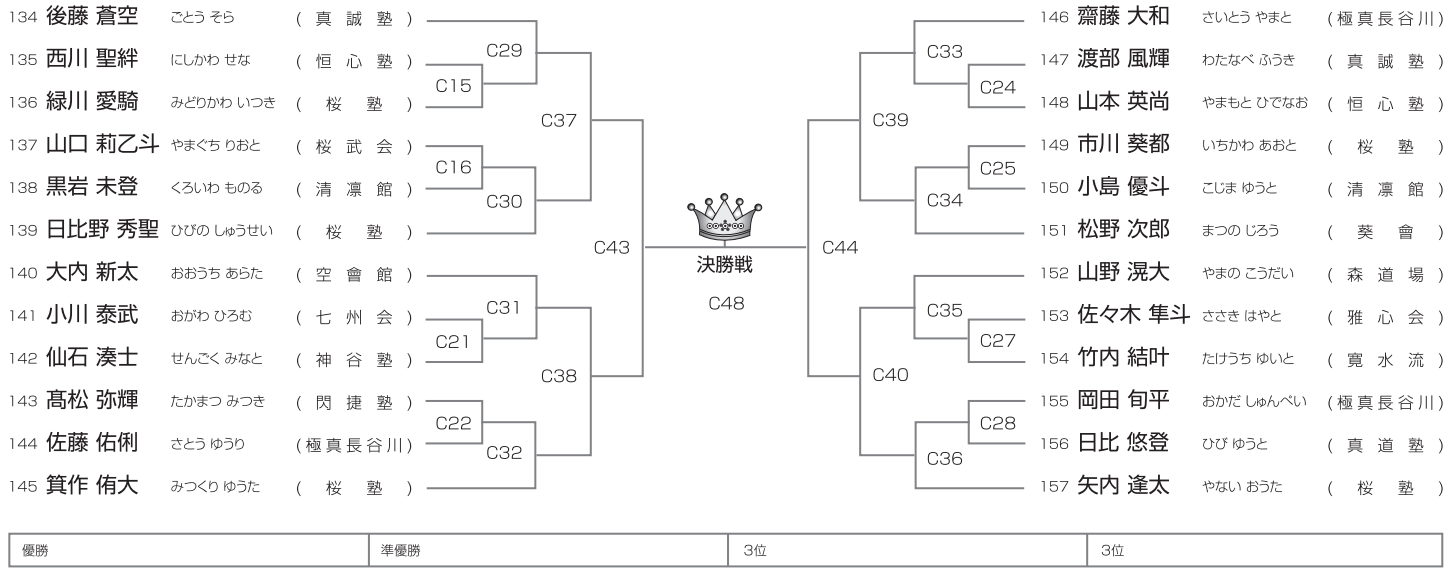 134 後藤 蒼空 ごとう そら ( 真 誠 塾 )
135 西川 聖絆 にしかわ せな ( 恒 心 塾 )
136 緑川 愛騎 みどりかわ いつき ( 桜 塾 )
137 山口 莉乙斗 やまぐち りおと ( 桜 武 会 )
138 黒岩 未登 くろいわ ものる ( 清 凛 館 )
139 日比野 秀聖 ひびの しゅうせい ( 桜 塾 )
140 大内 新太 おおうち あらた ( 空 會 館 )
141 小川 泰武 おがわ ひろむ ( 七 州 会 )
142 仙石 湊士 せんごく みなと ( 神 谷 塾 )
143 髙松 弥輝 たかまつ みつき ( 閃 捷 塾 )
144 佐藤 佑俐 さとう ゆうり (極真長谷川)
145 箕作 侑大 みつくり ゆうた ( 桜 塾 )
C29
C15
C37
C16
C30
C43
C31
C21
C38
C22
C32
決勝戦
C48
C33
C24
C39
C25
C34
C44
C35
C27
C40
C28
C36
146 齋藤 大和 さいとう やまと (極真長谷川)
147 渡部 風輝 わたなべ ふうき ( 真 誠 塾 )
148 山本 英尚 やまもと ひでなお ( 恒 心 塾 )
149 市川 葵都 いちかわ あおと ( 桜 塾 )
150 小島 優斗 こじま ゆうと ( 清 凛 館 )
151 松野 次郎 まつの じろう ( 葵 會 )
152 山野 滉大 やまの こうだい ( 森 道 場 )
153 佐々木 隼斗 ささき はやと ( 雅 心 会 )
154 竹内 結叶 たけうち ゆいと ( 寛 水 流 )
155 岡田 旬平 おかだ しゅんぺい (極真長谷川)
156 日比 悠登 ひび ゆうと ( 真 道 塾 )
157 矢内 逢太 やない おうた ( 桜 塾 )
優勝
準優勝
3位
3位